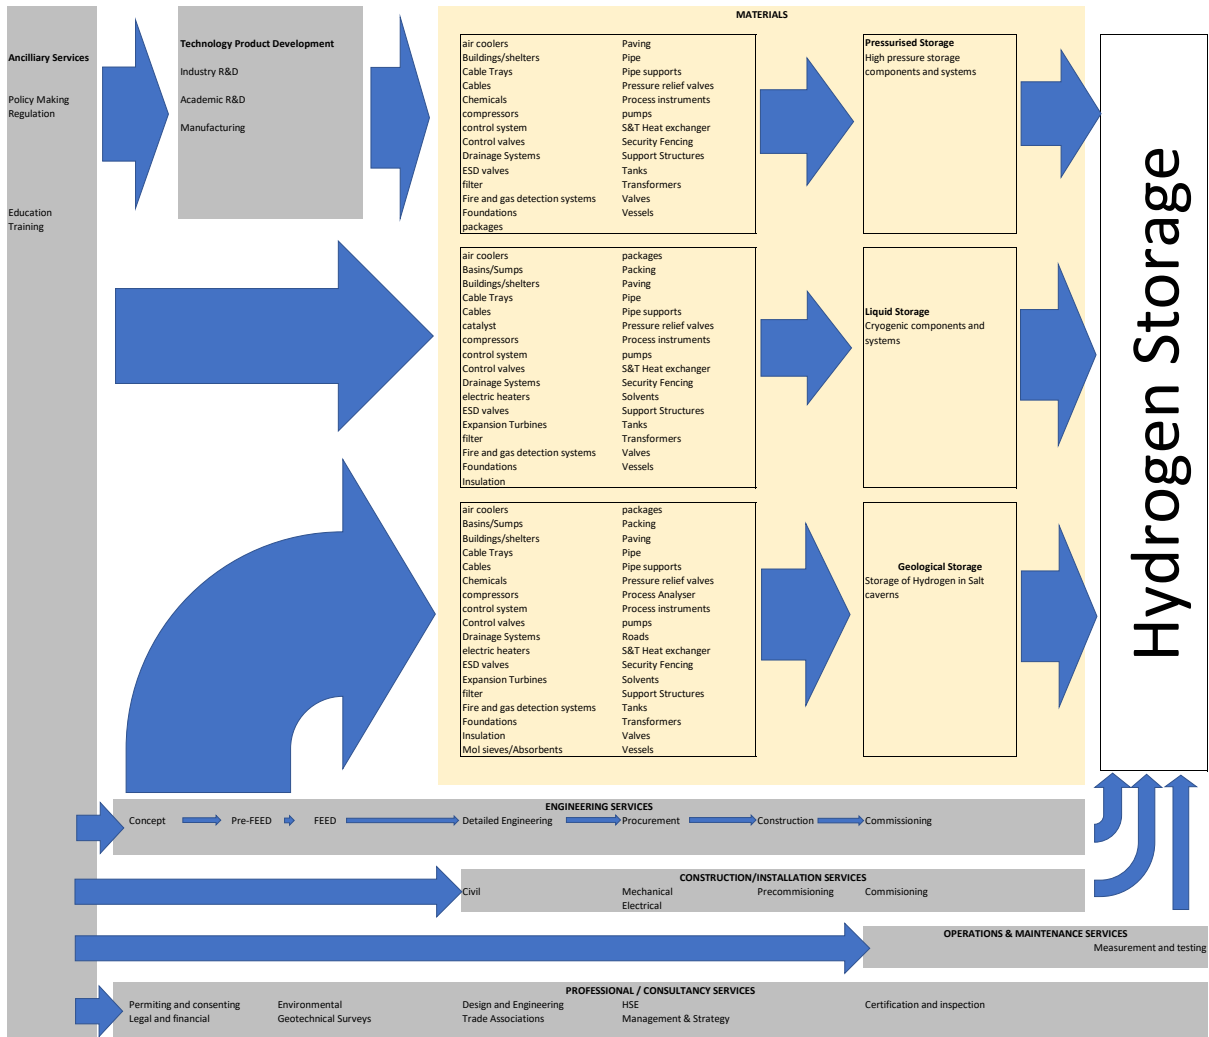 MATERIALS
Ancilliary Services
Policy Making
Regulation
Education
Training
Technology Product Development
Industry R&D
Academic R&D
Manufacturing
air coolers
Buildings/shelters
Cable Trays
Cables
Chemicals
compressors
control system
Control valves
Drainage Systems
ESD valves
filter
Fire and gas detection systems
Foundations
packages
Paving
Pipe
Pipe supports
Pressure relief valves
Process instruments
pumps
S&T Heat exchanger
Security Fencing
Support Structures
Tanks
Transformers
Valves
Vessels
Pressurised Storage
High pressure storage
components and systems
air coolers
Basins/Sumps
Buildings/shelters
Cable Trays
Cables
catalyst
compressors
control system
Control valves
Drainage Systems
electric heaters
ESD valves
Expansion Turbines
filter
Fire and gas detection systems
Foundations
Insulation
packages
Packing
Paving
Pipe
Pipe supports
Pressure relief valves
Process instruments
pumps
S&T Heat exchanger
Security Fencing
Solvents
Support Structures
Tanks
Transformers
Valves
Vessels
Liquid Storage
Cryogenic components and
systems
air coolers
Basins/Sumps
Buildings/shelters
Cable Trays
Cables
Chemicals
compressors
control system
Control valves
Drainage Systems
electric heaters
ESD valves
Expansion Turbines
filter
Fire and gas detection systems
Foundations
Insulation
Mol sieves/Absorbents
packages
Packing
Paving
Pipe
Pipe supports
Pressure relief valves
Process Analyser
Process instruments
pumps
Roads
S&T Heat exchanger
Security Fencing
Solvents
Support Structures
Tanks
Transformers
Valves
Vessels
Geological Storage
Storage of Hydrogen in Salt
caverns
Hydrogen Storage
ENGINEERING SERVICES
Concept Pre-FEED FEED Detailed Engineering Procurement Construction Commissioning
CONSTRUCTION/INSTALLATION SERVICES
Civil Mechanical Precommisioning Commisioning
Electrical
OPERATIONS & MAINTENANCE SERVICES
Measurement and testing
PROFESSIONAL / CONSULTANCY SERVICES
Permiting and consenting Environmental Design and Engineering HSE Certification and inspection
Legal and financial Geotechnical Surveys Trade Associations Management & Strategy